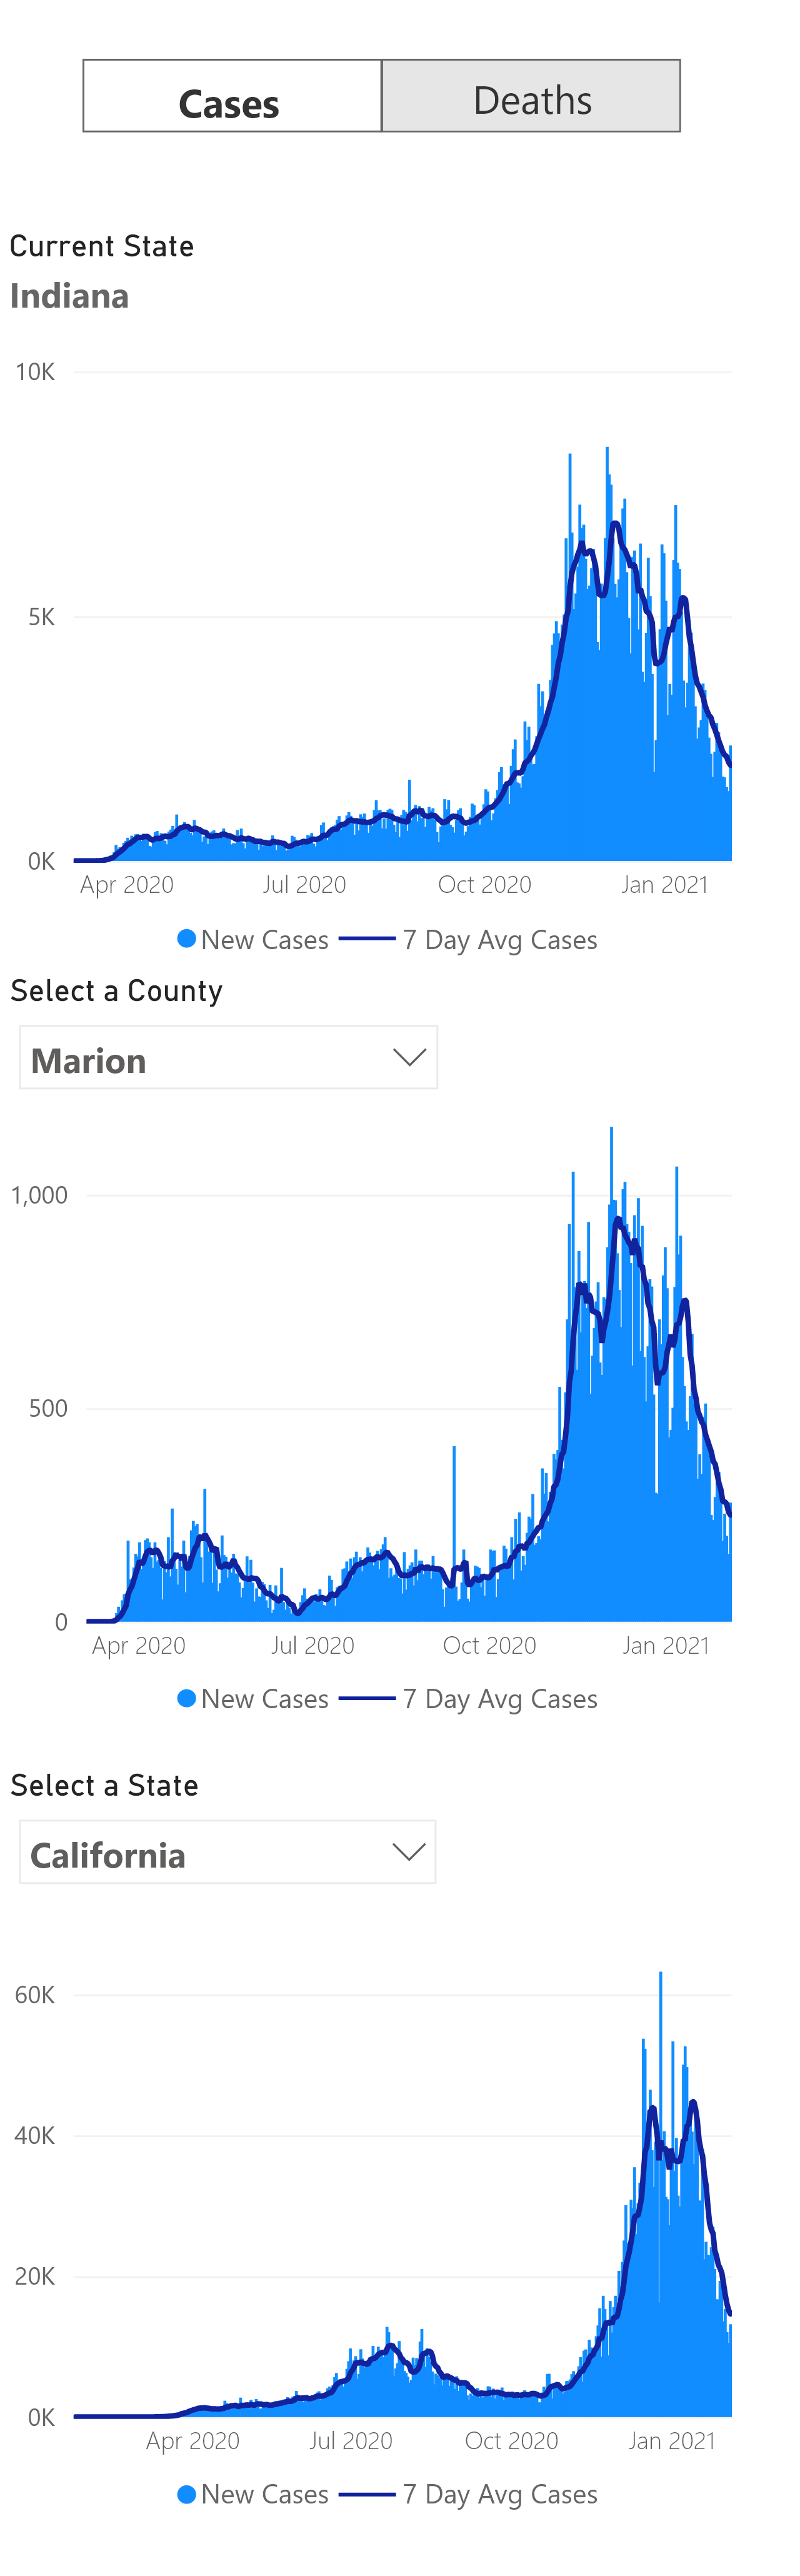 Cases Deaths
Current State
Indiana
10K
5K
0K
Apr 2020 Jul 2020 Oct 2020 Jan 2021
New Cases 7 Day Avg Cases
Select a County
Marion
1,000
500
0
Apr 2020 Jul 2020 Oct 2020 Jan 2021
New Cases 7 Day Avg Cases
Select a State
California
60K
40K
20K
0K
Apr 2020 Jul 2020 Oct 2020 Jan 2021
New Cases 7 Day Avg Cases